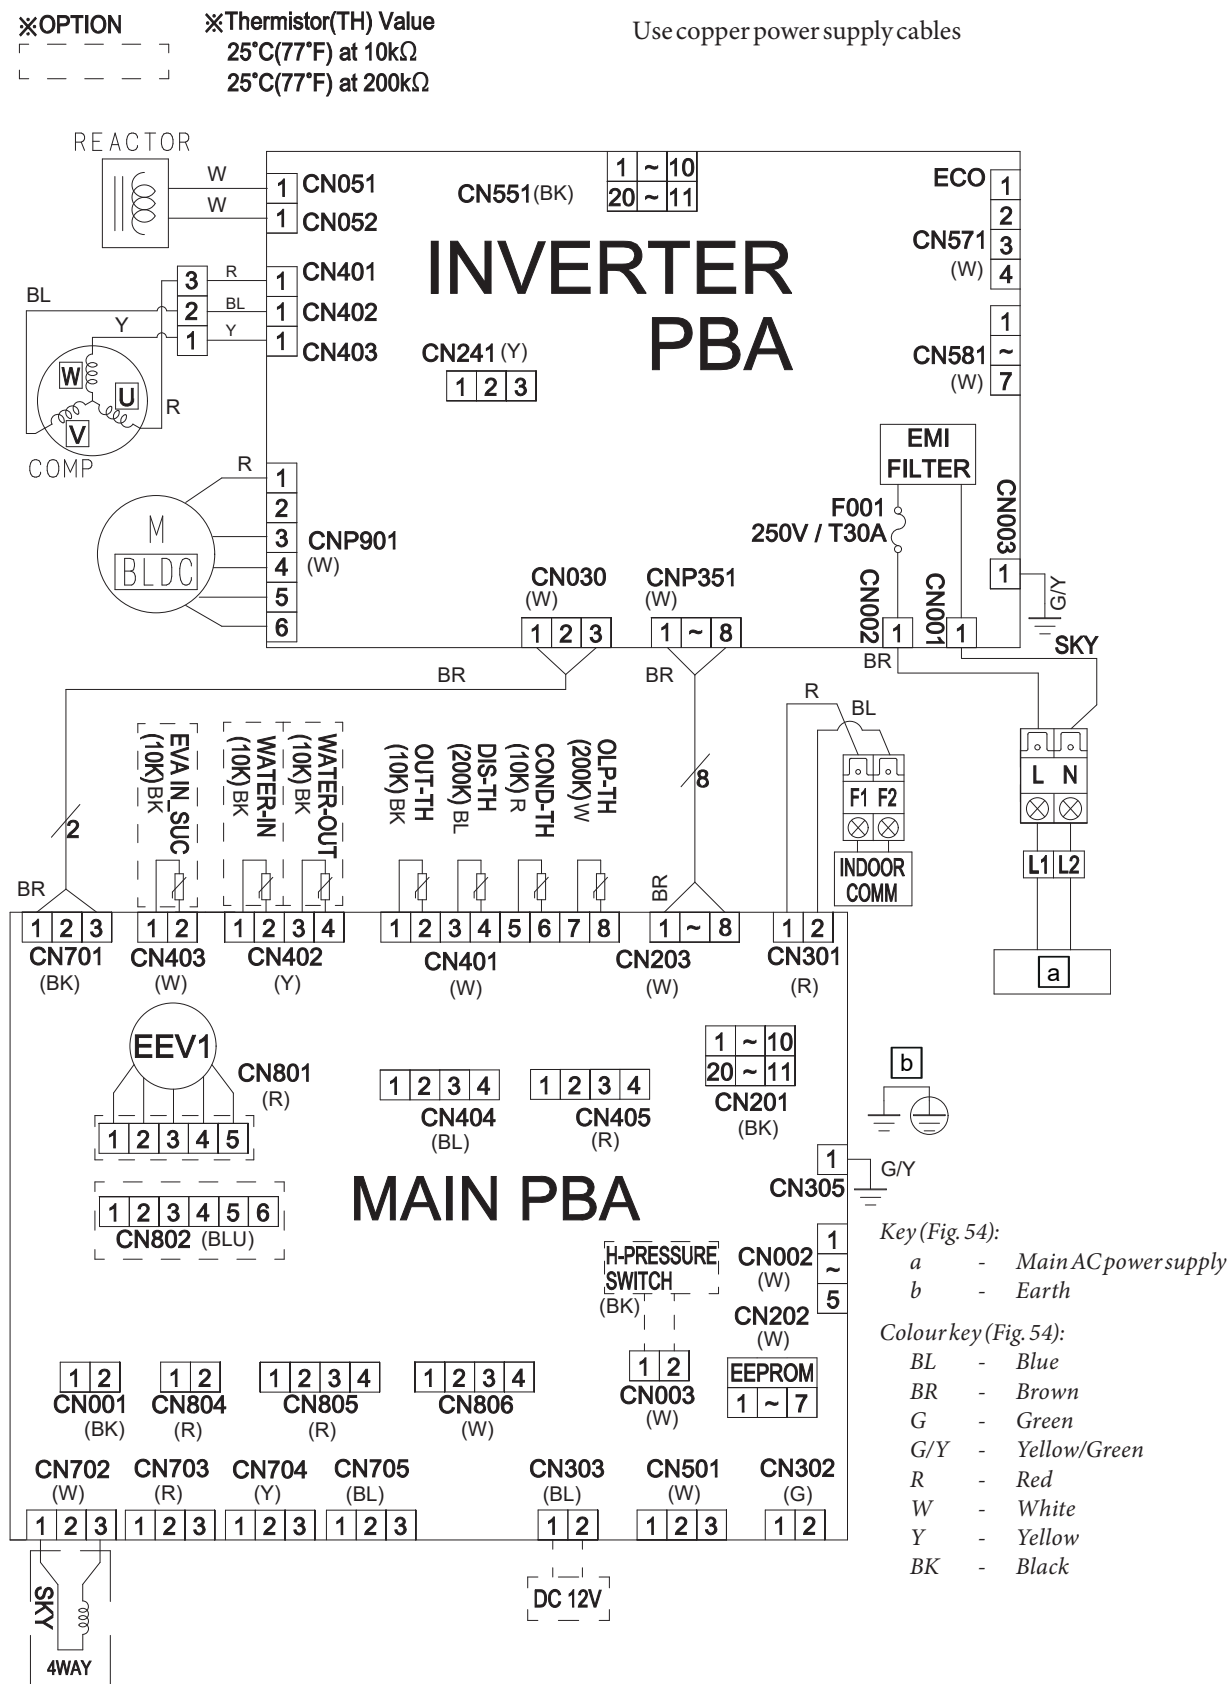 ※OPTION
※Thermistor(TH) Value
25°C(77°F) at 10kΩ
25°C(77°F) at 200kΩ
Use copper power supply cables
REACTOR
W
W
1 CN051
1 CN052
CN551(BK)
1 ~ 10
20 ~ 11
ECO 1
2
CN571 3
(W) 4
INVERTER
PBA
3 R 1 CN401
2 BL 1 CN402
1 Y 1 CN403
BL
Y
R
W
U
V
COMP
CN241 (Y)
1 2 3
1
CN581 ~
(W) 7
EMI
FILTER
F001
250V / T30A
CN003
1
G/Y
R
M
BLDC
1
2
3
4
5
6
CNP901
(W)
CN030
(W)
1 2 3
CNP351
(W)
1 ~ 8
CN002
1
CN001
1
BR
SKY
BR
BR
R
BL
2
8
EVA IN_SUC
(10K) BK
WATER-IN
(10K) BK
WATER-OUT
(10K) BK
OUT-TH
(10K) BK
DIS-TH
(200K) BL
COND-TH
(10K) R
OLP-TH
(200K) W
F1 F2
INDOOR
COMM
L N
L1 L2
a
BR
BR
1 2 3
CN701
(BK)
1 2
CN403
(W)
1 2 3 4
CN402
(Y)
1 2 3 4 5 6 7 8
CN401
(W)
1 ~ 8
CN203
(W)
1 2
CN301
(R)
EEV1
CN801
(R)
1 2 3 4 5
1 2 3 4
CN404
(BL)
1 2 3 4
CN405
(R)
1 ~ 10
20 ~ 11
CN201
(BK)
b
1
CN305
G/Y
MAIN PBA
1 2 3 4 5 6
CN802 (BLU)
H-PRESSURE
SWITCH
(BK)
CN002
(W)
1
~
5
CN202
(W)
EEPROM
1 ~ 7
1 2
CN003
(W)
1 2
CN001
(BK)
1 2
CN804
(R)
1 2 3 4
CN805
(R)
1 2 3 4
CN806
(W)
CN702
(W)
1 2 3
CN703
(R)
1 2 3
CN704
(Y)
1 2 3
CN705
(BL)
1 2 3
CN303
(BL)
1 2
CN501
(W)
1 2 3
CN302
(G)
1 2
SKY
4WAY
DC 12V
Key (Fig. 54):
a - Main AC power supply
b - Earth
Colour key (Fig. 54):
BL - Blue
BR - Brown
G - Green
G/Y - Yellow/Green
R - Red
W - White
Y - Yellow
BK - Black